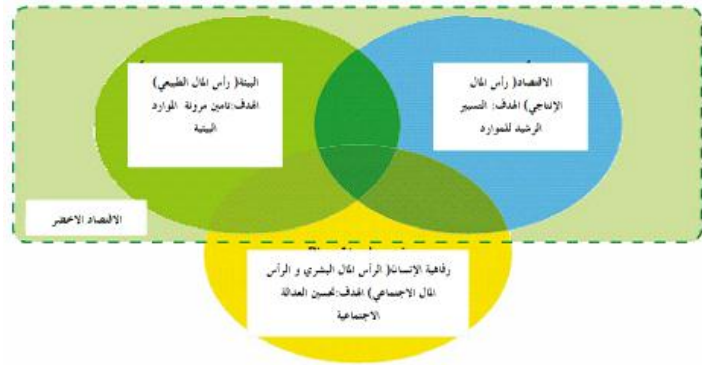 البيئة( رأس المال الطبيعي)
الهدف:تامين مرونة الموارد
البيئية
الاقتصاد( رأس المال
الإنتاجي) الهدف: التسيير
الرشيد للموارد
الاقتصاد الاخضر
رفاهية الإنسان( الرأس المال البشري و الرأس
المال الاجتماعي) الهدف:تحسين العدالة
الاجتماعية